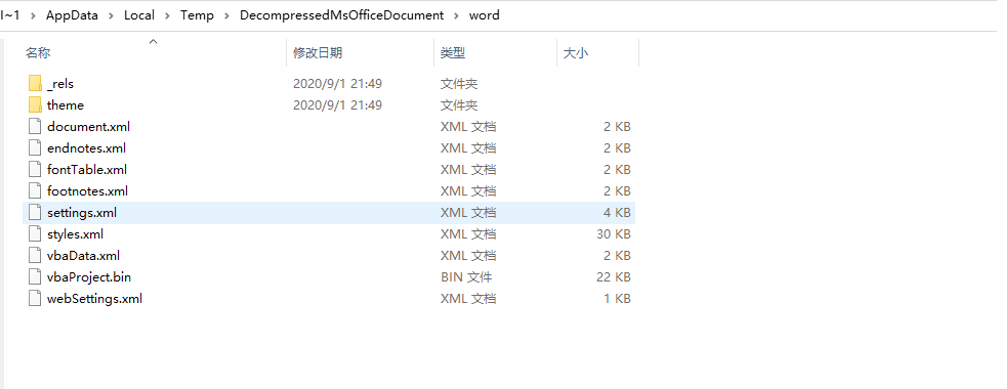 l~1 > AppData > Local > Temp > DecompressedMsOfficeDocument > word
名称 修改日期 类型 大小
_rels 2020/9/1 21:49 文件夹
theme 2020/9/1 21:49 文件夹
document.xml XML 文档 2 KB
endnotes.xml XML 文档 2 KB
fontTable.xml XML 文档 2 KB
footnotes.xml XML 文档 2 KB
settings.xml XML 文档 4 KB
styles.xml XML 文档 30 KB
vbaData.xml XML 文档 2 KB
vbaProject.bin BIN 文件 22 KB
webSettings.xml XML 文档 1 KB